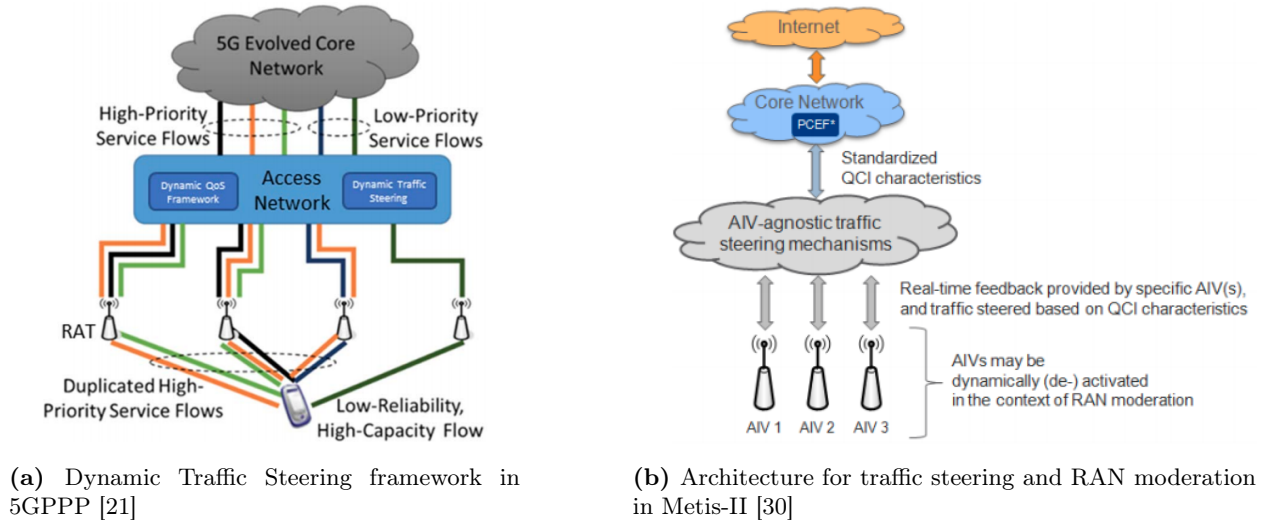 5G Evolved Core
Network
High-Priority
Service Flows
Low-Priority
Service Flows
Dynamic QoS
Framework
Access
Network
Dynamic Traffic
Steering
RAT
Duplicated High-
Priority Service Flows
Low-Reliability,
High-Capacity Flow
(a) Dynamic Traffic Steering framework in
5GPPP [21]
Internet
Core Network
PCEF*
Standardized
QCI characteristics
AIV-agnostic traffic
steering mechanisms
Real-time feedback provided by specific AIV(s),
and traffic steered based on QCI characteristics
AIVs may be
dynamically (de-) activated
in the context of RAN moderation
AIV 1 AIV 2 AIV 3
(b) Architecture for traffic steering and RAN moderation
in Metis-II [30]